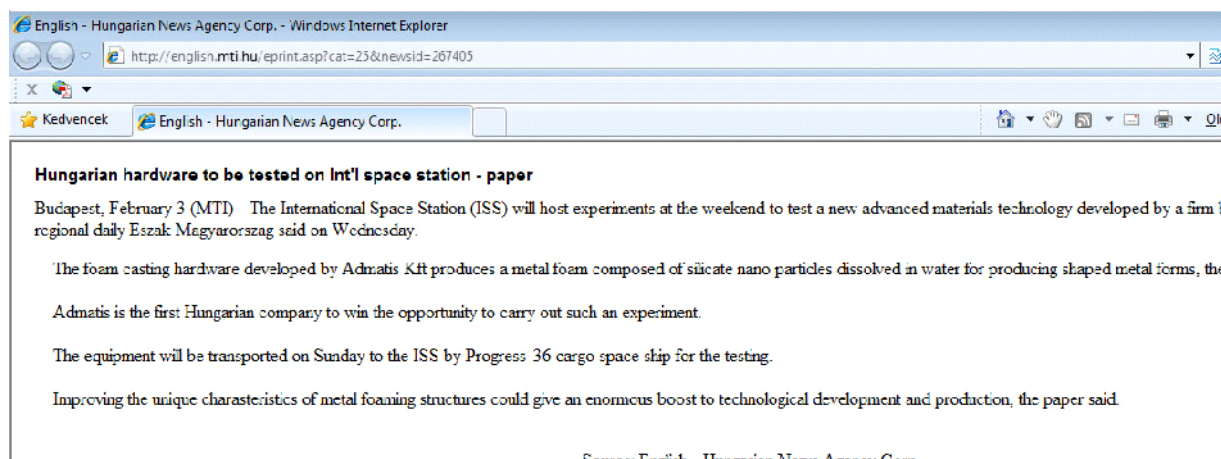 English - Hungarian News Agency Corp. - Windows Internet Explorer
http://english.mti.hu/eprint.asp?cat=25&newsid=267405
X
Kedvencek English - Hungarian News Agency Corp.
Hungarian hardware to be tested on Int'l space station - paper
Budapest, February 3 (MTI) The International Space Station (ISS) will host experiments at the weekend to test a new advanced materials technology developed by a firm
regional daily Eszak Magyarorszag said on Wednesday.
The foam casting hardware developed by Admatis Kft produces a metal foam composed of silicate nano particles dissolved in water for producing shaped metal forms, the
Admatis is the first Hungarian company to win the opportunity to carry out such an experiment.
The equipment will be transported on Sunday to the ISS by Progress 36 cargo space ship for the testing.
Improving the unique charasteristics of metal foaming structures could give an enormous boost to technological development and production, the paper said.
English - Hungarian News Agency Corp.